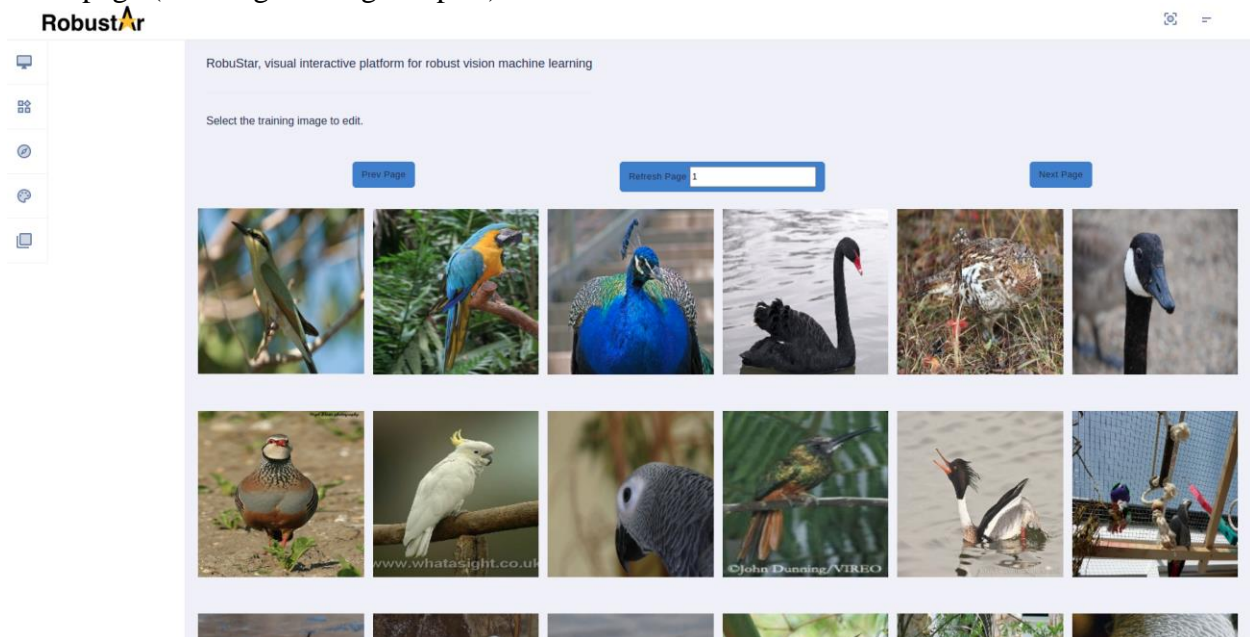 RobustAr
RobuStar, visual interactive platform for robust vision machine learning
Select the training image to edit.
Prev Page
Refresh Page 1
Next Page
www.whatasight.co.uk
©John Dunning/VIREO